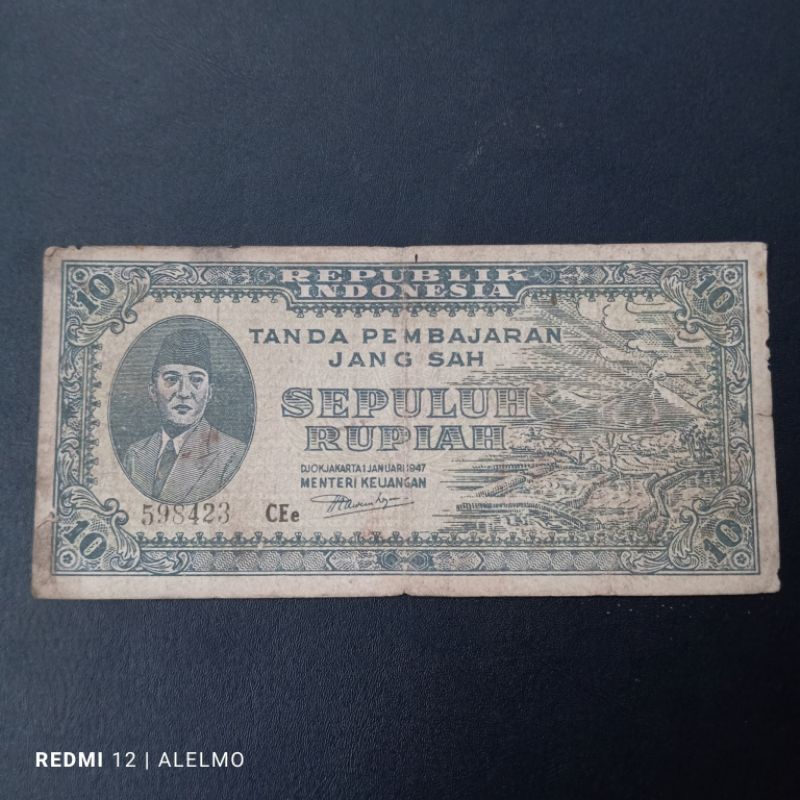 REPUBLIK
INDONESIA
10
10
TANDA PEMBAJARAN
JANG SAH
SEPULUH
RUPIAH
DJOKJAKARTA 1 JANUARI 1947
MENTERI KEUANGAN
598423 CEe
10
10
REDMI 12 | ALELMO